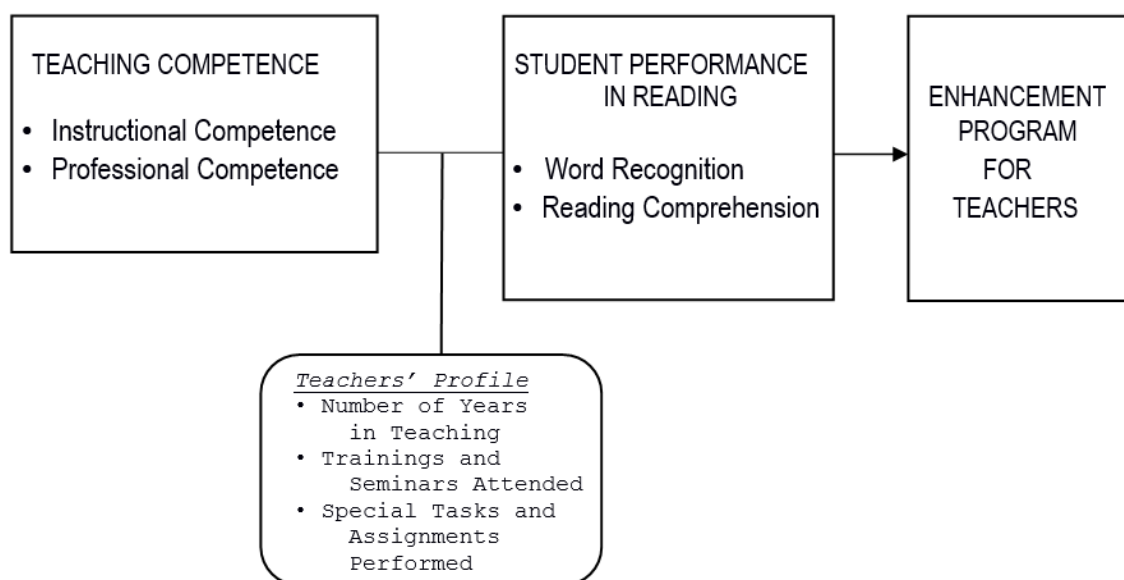 TEACHING COMPETENCE
• Instructional Competence
• Professional Competence
STUDENT PERFORMANCE
IN READING
• Word Recognition
• Reading Comprehension
ENHANCEMENT
PROGRAM
FOR
TEACHERS
Teachers’ Profile
• Number of Years
in Teaching
• Trainings and
Seminars Attended
• Special Tasks and
Assignments
Performed